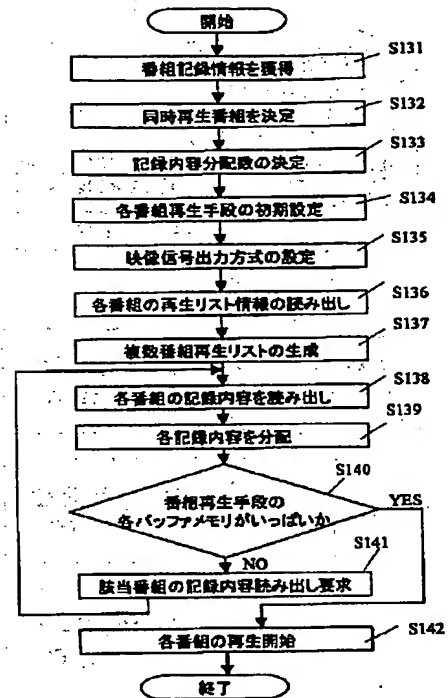 開始
S131
番組記録情報を獲得
S132
同時再生番組を決定
S133
記録内容分配数の決定
S134
各番組再生手段の初期設定
S135
映像信号出力方式の設定
S136
各番組の再生リスト情報の読み出し
S137
複数番組再生リストの生成
S138
各番組の記録内容を読み出し
S139
各記録内容を分配
S140
番組再生手段の
各バッファメモリがいっぱいか
YES
NO
S141
該当番組の記録内容読み出し要求
S142
各番組の再生開始
終了